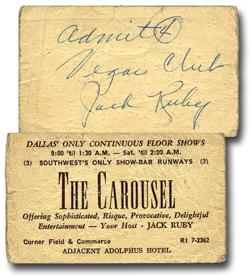 Admit 4
Vegas Club
Jack Ruby
DALLAS' ONLY CONTINUOUS FLOOR SHOWS
9:00 'til 1:30 A.M. — Sat. 'til 2:00 A.M.
(3) SOUTHWEST'S ONLY SHOW-BAR RUNWAYS (3)
THE CAROUSEL
Offering Sophisticated, Risque, Provocative, Delightful
Entertainment — Your Host - JACK RUBY
Corner Field & Commerce RI 7-2362
ADJACENT ADOLPHUS HOTEL